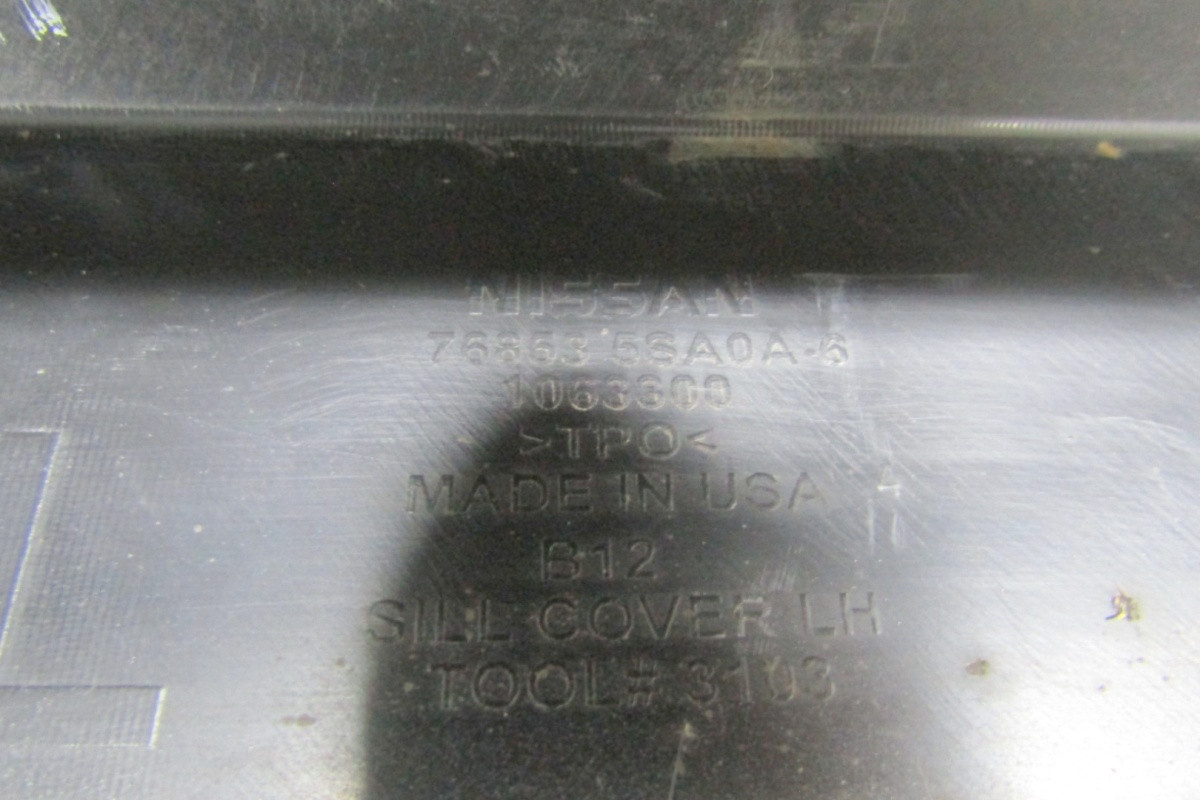 NISSAN
76853 5SA0A-6
1063300
>TPO<
MADE IN USA
B12
SILL COVER LH
TOOL# 3103